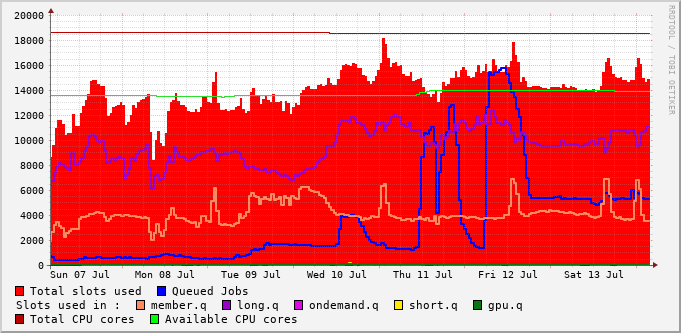 20000
18000
16000
14000
12000
10000
8000
6000
4000
2000
0
Sun 07 Jul Mon 08 Jul Tue 09 Jul Wed 10 Jul Thu 11 Jul Fri 12 Jul Sat 13 Jul
Total slots used Queued Jobs
Slots used in : member.q long.q ondemand.q short.q gpu.q
Total CPU cores Available CPU cores
RRDTOOL / TOBI OETIKER